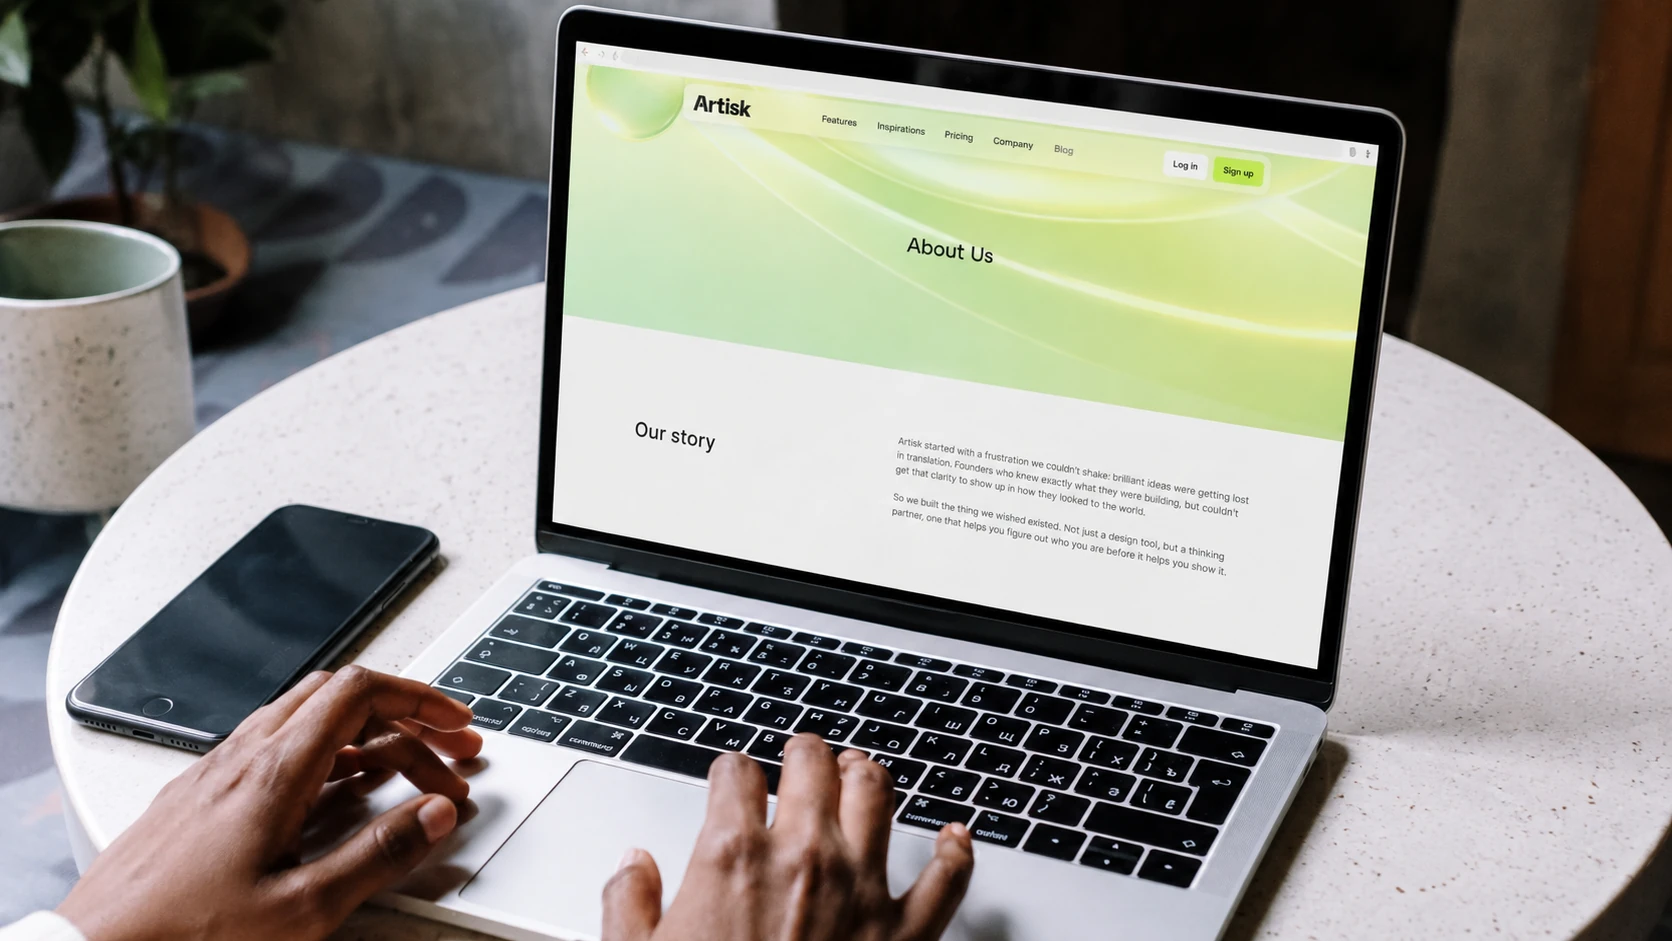 Artisk
Features
Inspirations
Pricing
Company
Blog
Log in
Sign up
About Us
Our story
Artisk started with a frustration we couldn't shake: brilliant ideas were getting lost
in translation. Founders who knew exactly what they were building, but couldn't
get that clarity to show up in how they looked to the world.
So we built the thing we wished existed. Not just a design tool, but a thinking
partner, one that helps you figure out who you are before it helps you show it.
option
command
command
option